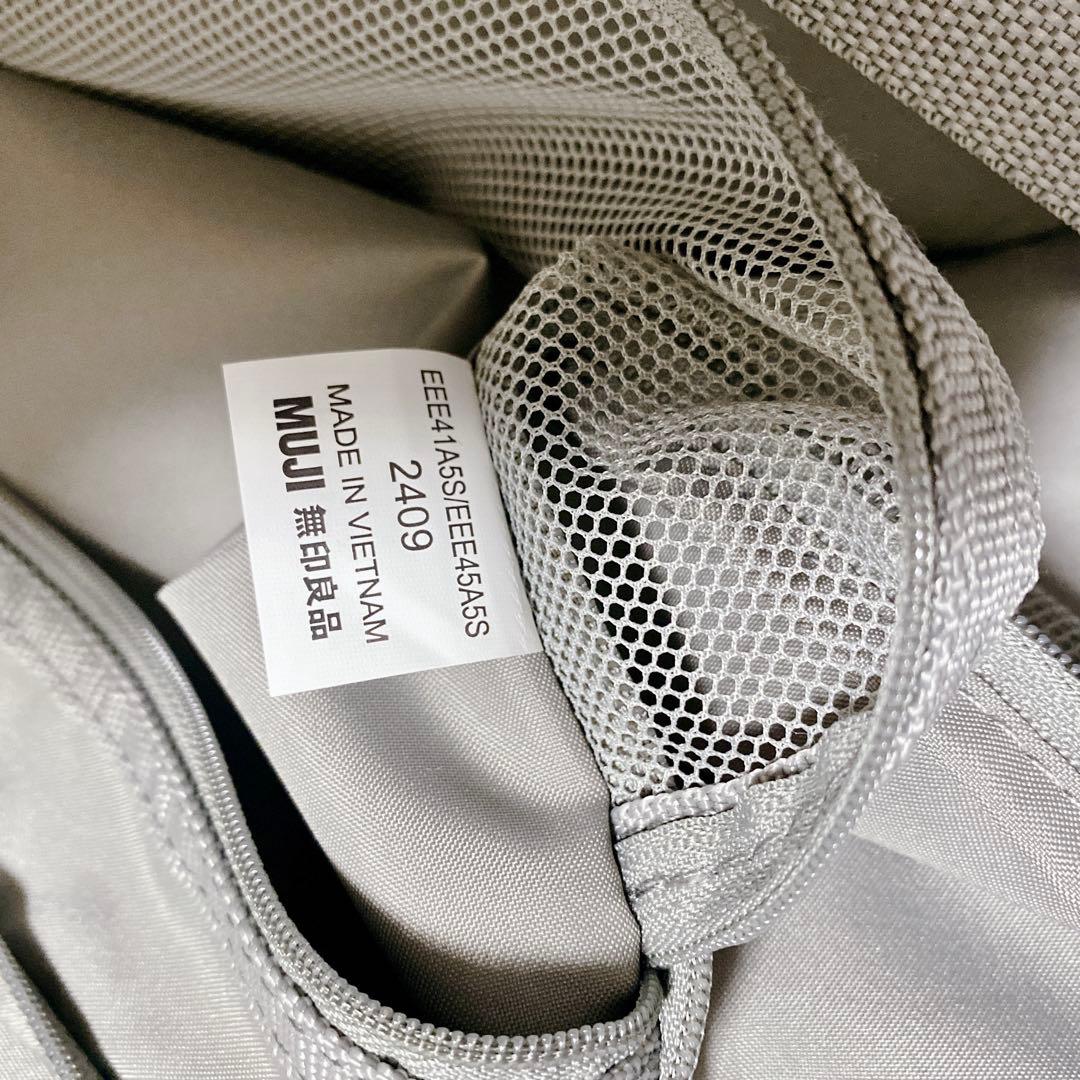 EEE41A5S/EEE45A5S
2409
MADE IN VIETNAM
MUJI 無印良品